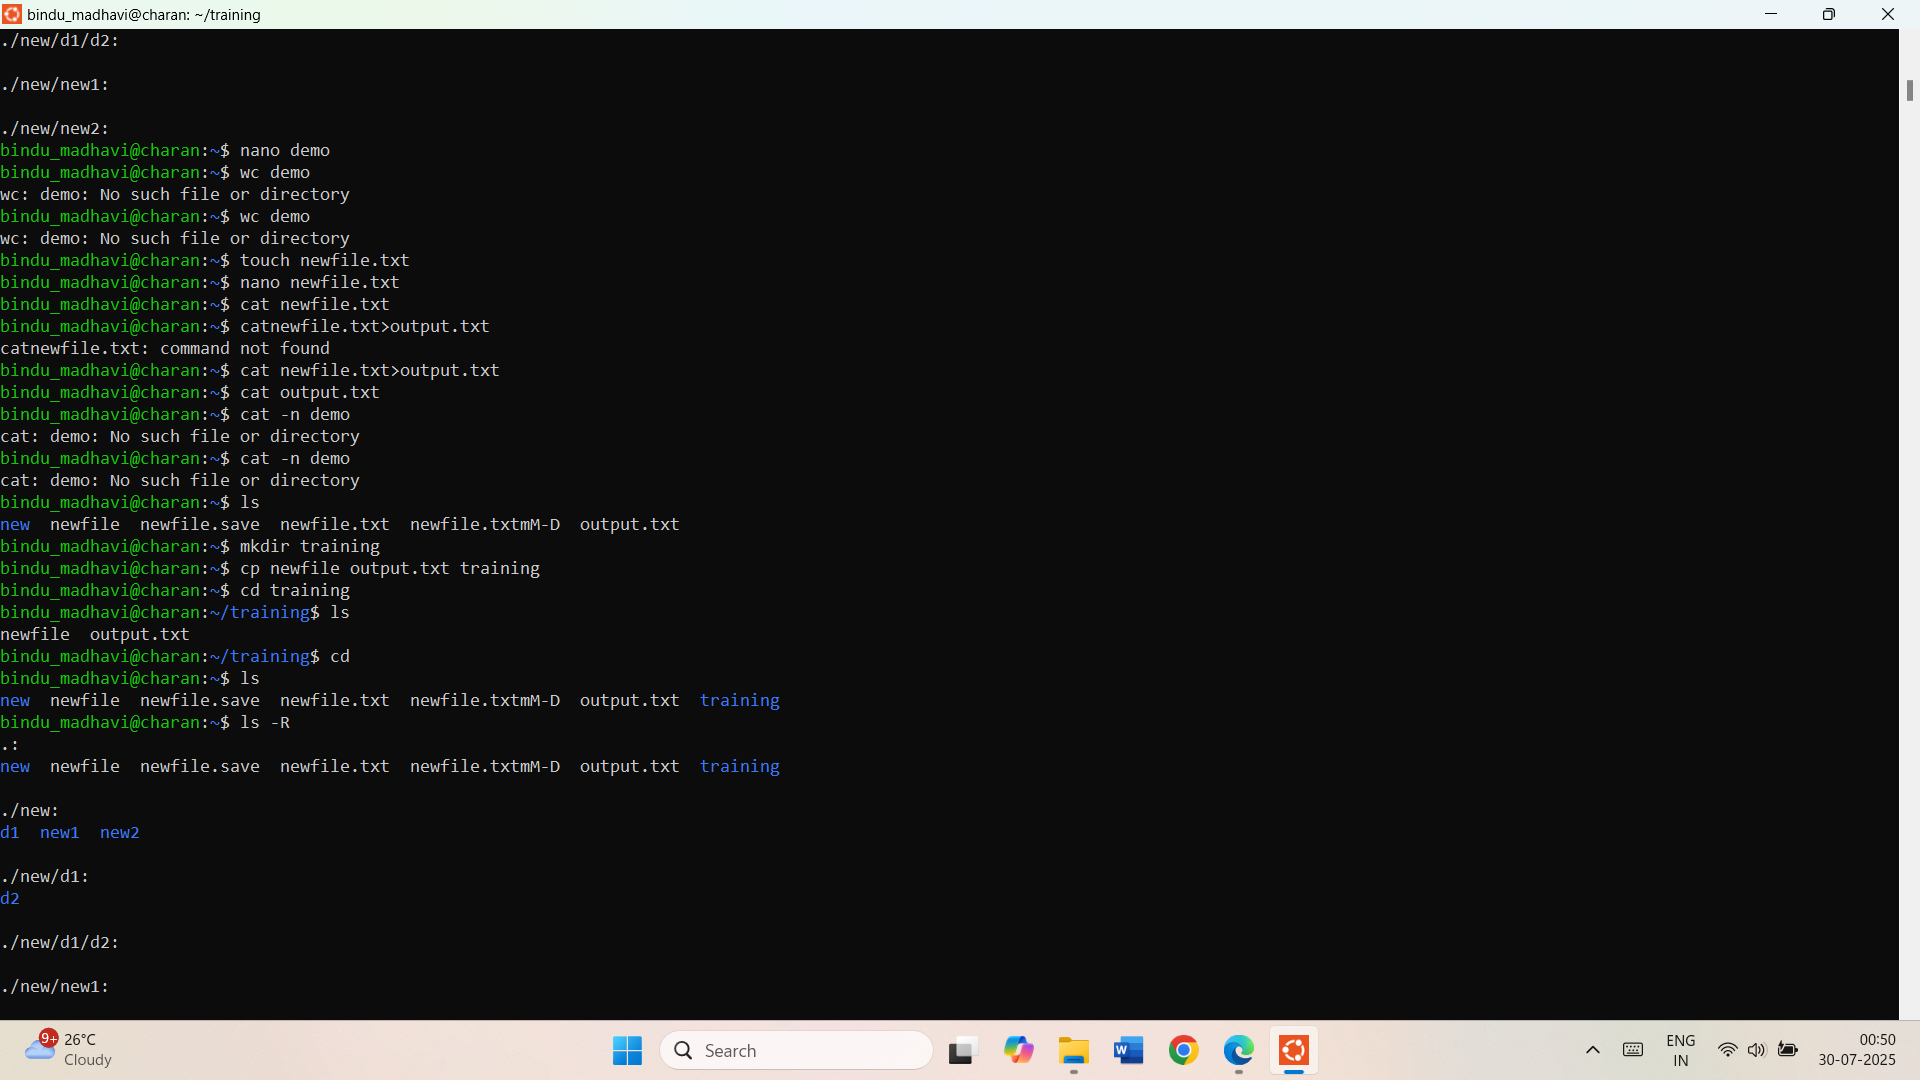 bindu_madhavi@charan: ~/training
./new/d1/d2:
./new/new1:
./new/new2:
bindu_madhavi@charan:~$ nano demo
bindu_madhavi@charan:~$ wc demo
wc: demo: No such file or directory
bindu_madhavi@charan:~$ wc demo
wc: demo: No such file or directory
bindu_madhavi@charan:~$ touch newfile.txt
bindu_madhavi@charan:~$ nano newfile.txt
bindu_madhavi@charan:~$ cat newfile.txt
bindu_madhavi@charan:~$ catnewfile.txt>output.txt
catnewfile.txt: command not found
bindu_madhavi@charan:~$ cat newfile.txt>output.txt
bindu_madhavi@charan:~$ cat output.txt
bindu_madhavi@charan:~$ cat -n demo
cat: demo: No such file or directory
bindu_madhavi@charan:~$ cat -n demo
cat: demo: No such file or directory
bindu_madhavi@charan:~$ ls
new  newfile  newfile.save  newfile.txt  newfile.txtmM-D  output.txt
bindu_madhavi@charan:~$ mkdir training
bindu_madhavi@charan:~$ cp newfile output.txt training
bindu_madhavi@charan:~$ cd training
bindu_madhavi@charan:~/training$ ls
newfile  output.txt
bindu_madhavi@charan:~/training$ cd
bindu_madhavi@charan:~$ ls
new  newfile  newfile.save  newfile.txt  newfile.txtmM-D  output.txt  training
bindu_madhavi@charan:~$ ls -R
.:
new  newfile  newfile.save  newfile.txt  newfile.txtmM-D  output.txt  training
./new:
d1  new1  new2
./new/d1:
d2
./new/d1/d2:
./new/new1:
9+
26°C
Cloudy
Search
W
ENG
IN
00:50
30-07-2025